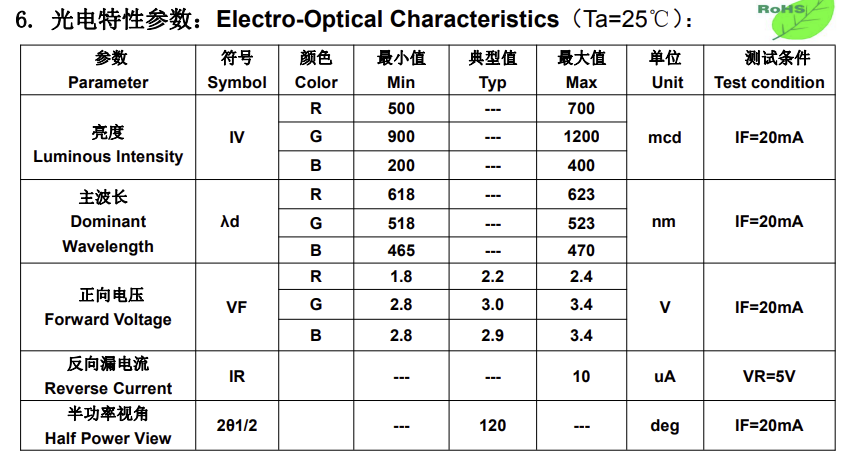 RoHS
6. 光电特性参数：Electro-Optical Characteristics（Ta=25℃）：
参数 符号 颜色 最小值 典型值 最大值 单位 测试条件
Parameter Symbol Color Min Typ Max Unit Test condition
亮度
Luminous Intensity IV mcd IF=20mA
R 500 --- 700
G 900 --- 1200
B 200 --- 400
主波长
Dominant
Wavelength λd nm IF=20mA
R 618 --- 623
G 518 --- 523
B 465 --- 470
正向电压
Forward Voltage VF V IF=20mA
R 1.8 2.2 2.4
G 2.8 3.0 3.4
B 2.8 2.9 3.4
反向漏电流
Reverse Current IR --- --- 10 uA VR=5V
半功率视角
Half Power View 2θ1/2 --- 120 --- deg IF=20mA